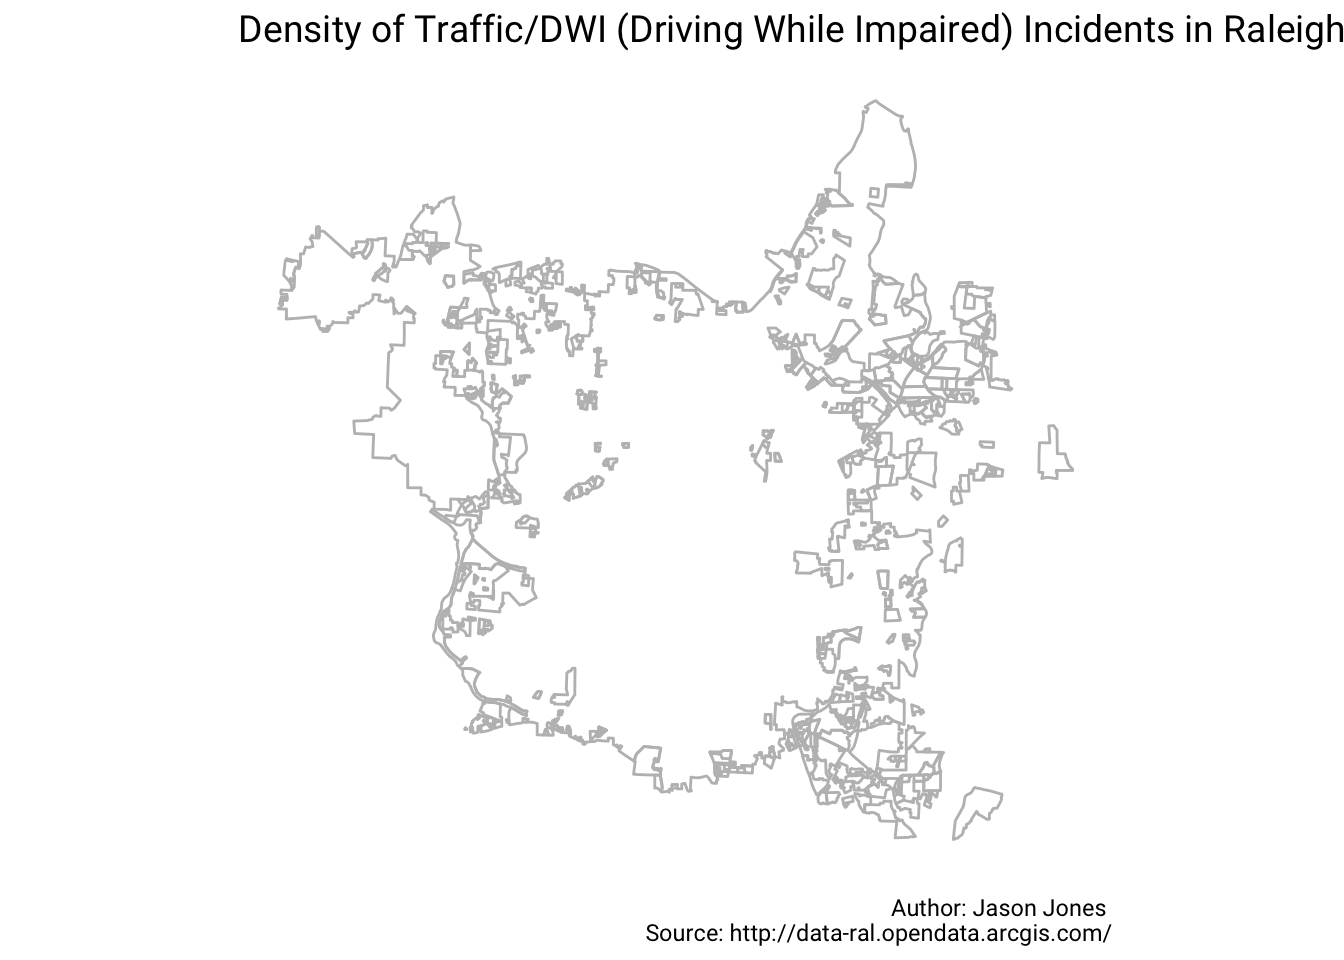 Density of Traffic/DWI (Driving While Impaired) Incidents in Raleigh
Author: Jason Jones
Source: http://data-ral.opendata.arcgis.com/